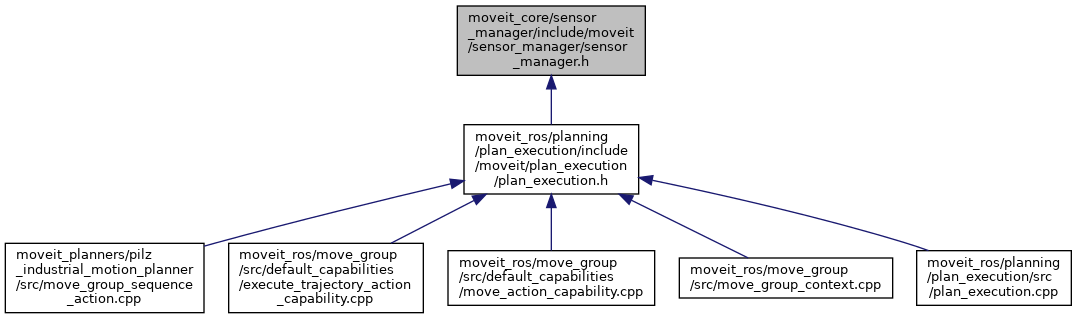 moveit_core/sensor
_manager/include/moveit
/sensor_manager/sensor
_manager.h
moveit_ros/planning
/plan_execution/include
/moveit/plan_execution
/plan_execution.h
moveit_planners/pilz
_industrial_motion_planner
/src/move_group_sequence
_action.cpp
moveit_ros/move_group
/src/default_capabilities
/execute_trajectory_action
_capability.cpp
moveit_ros/move_group
/src/default_capabilities
/move_action_capability.cpp
moveit_ros/move_group
/src/move_group_context.cpp
moveit_ros/planning
/plan_execution/src
/plan_execution.cpp